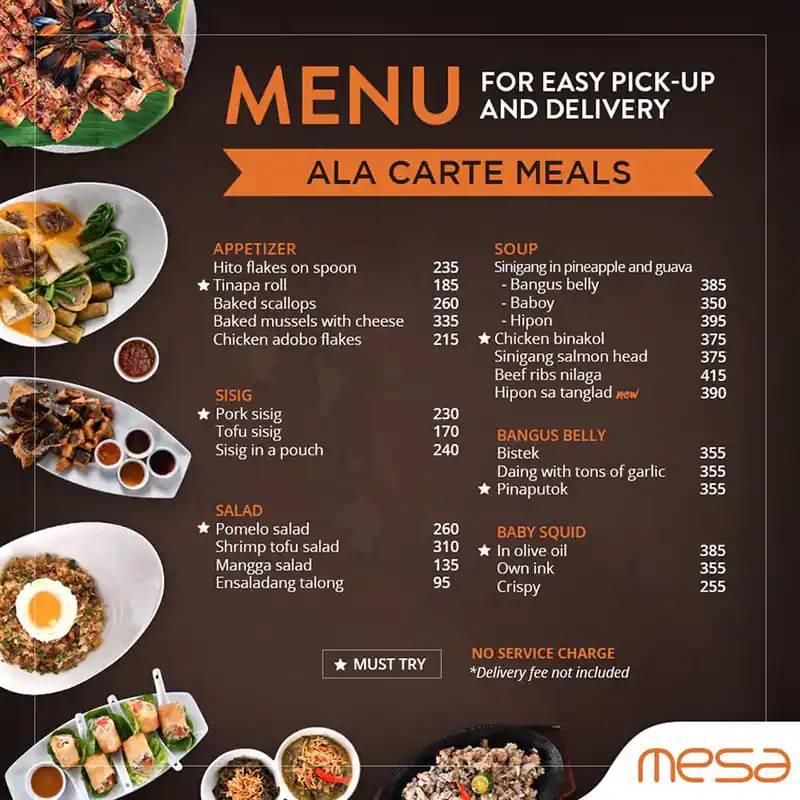 MENU
FOR EASY PICK-UP
AND DELIVERY
ALA CARTE MEALS
APPETIZER
Hito flakes on spoon 235
★ Tinapa roll 185
Baked scallops 260
Baked mussels with cheese 335
Chicken adobo flakes 215
SISIG
★ Pork sisig 230
Tofu sisig 170
Sisig in a pouch 240
SALAD
★ Pomelo salad 260
Shrimp tofu salad 310
Mangga salad 135
Ensaladang talong 95
SOUP
Sinigang in pineapple and guava
- Bangus belly 385
- Baboy 350
- Hipon 395
★ Chicken binakol 375
Sinigang salmon head 375
Beef ribs nilaga 415
Hipon sa tanglad new 390
BANGUS BELLY
Bistek 355
Daing with tons of garlic 355
★ Pinaputok 355
BABY SQUID
★ In olive oil 385
Own ink 355
Crispy 255
★ MUST TRY
NO SERVICE CHARGE
*Delivery fee not included
mesa